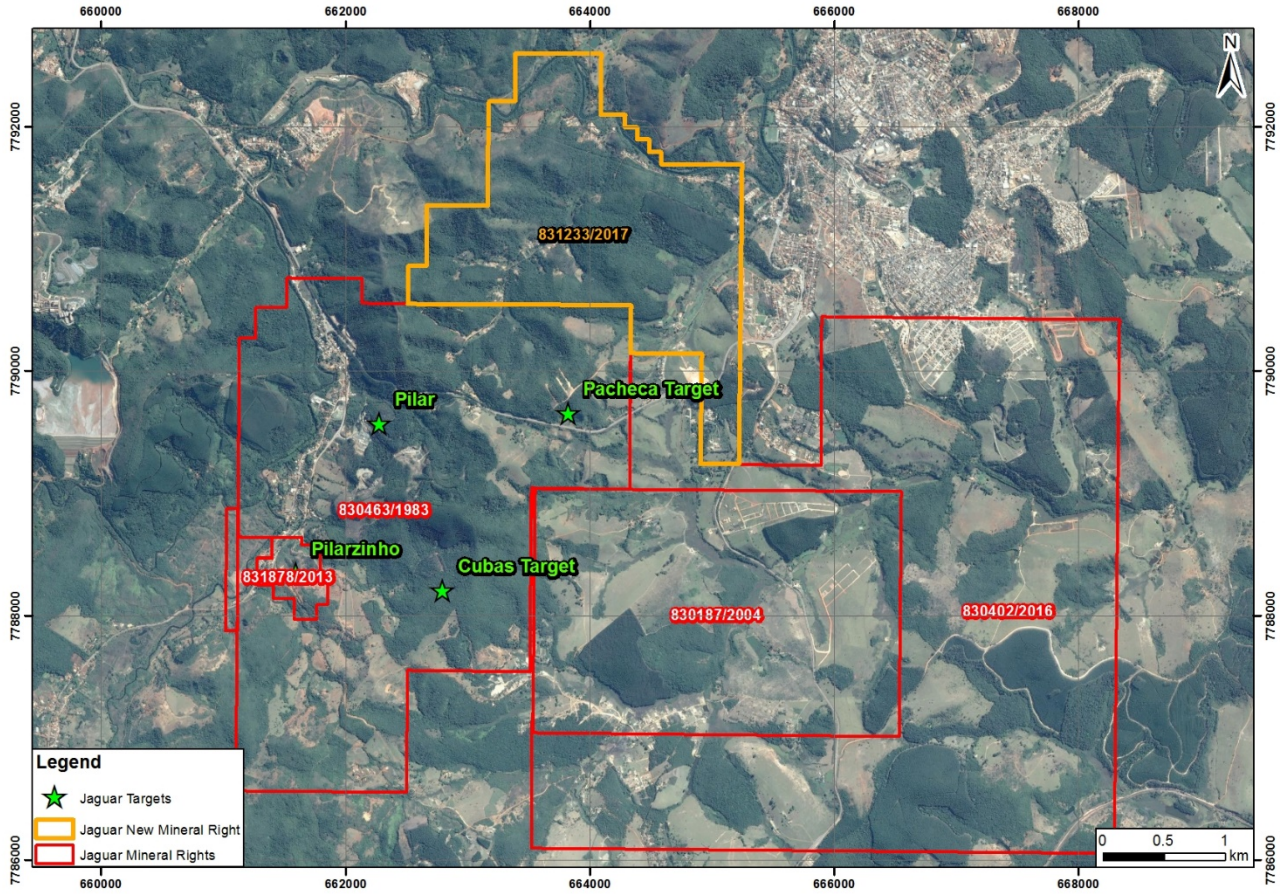 660000 662000 664000 666000 668000
N
7792000 7792000
831233/2017
7790000 7790000
Pacheca Target
Pilar
830463/1983
Pilarzinho
Cubas Target
831878/2013
830187/2004
830402/2016
7788000 7788000
Legend
Jaguar Targets
Jaguar New Mineral Right
Jaguar Mineral Rights
0 0.5 1
km
7786000 7786000
660000 662000 664000 666000 668000